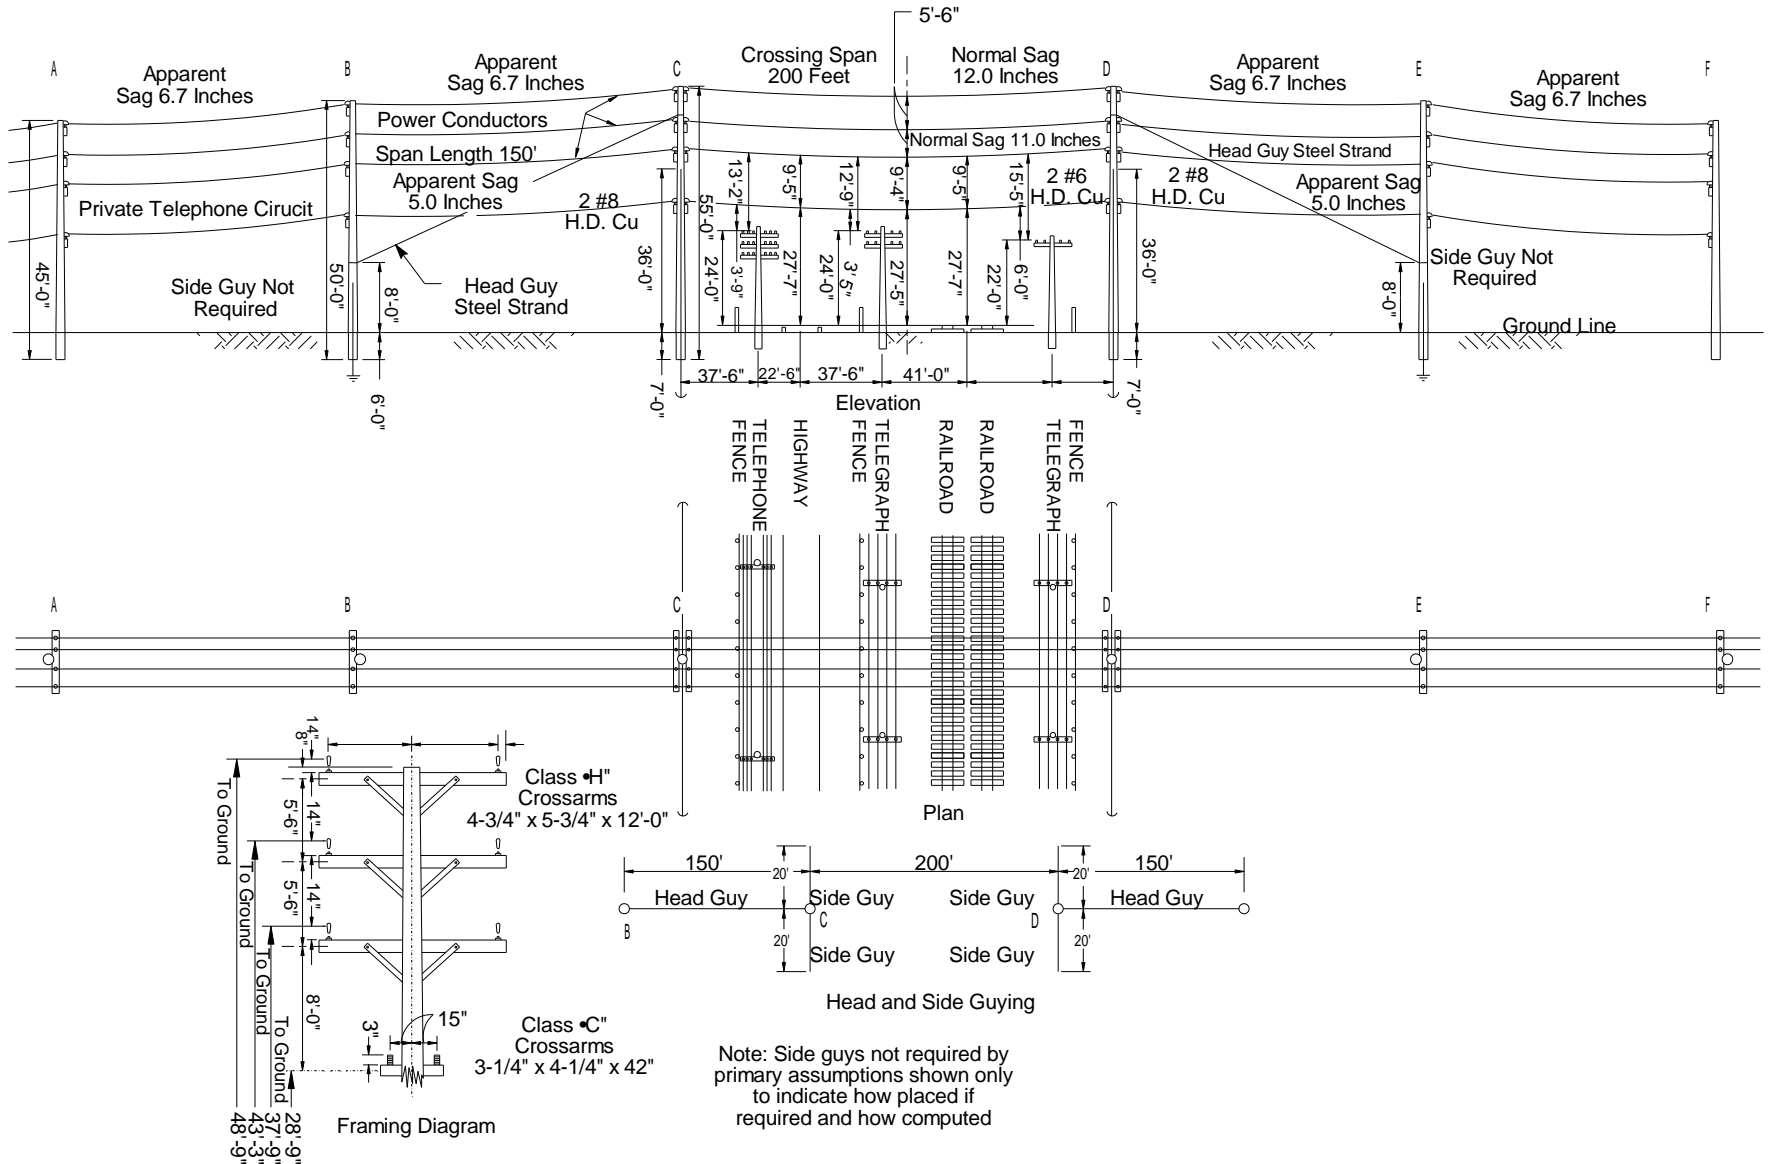 5'-6"
A
Apparent
Sag 6.7 Inches
B
Apparent
Sag 6.7 Inches
C
Crossing Span
200 Feet
Normal Sag
12.0 Inches
D
Apparent
Sag 6.7 Inches
E
Apparent
Sag 6.7 Inches
F
Power Conductors
Normal Sag 11.0 Inches
Span Length 150'
Head Guy Steel Strand
Apparent Sag
5.0 Inches
2 #8
H.D. Cu
13'-2"
9'-5"
12'-9"
9'-4"
9'-5"
15'-5"
2 #6
H.D. Cu
2 #8
H.D. Cu
Apparent Sag
5.0 Inches
Private Telephone Cirucit
55'-0"
45'-0"
Side Guy Not
Required
50'-0"
8'-0"
Head Guy
Steel Strand
36'-0"
24'-0"
3'-9"
27'-7"
24'-0"
3'-5"
27'-5"
27'-7"
22'-0"
6'-0"
36'-0"
8'-0"
Side Guy Not
Required
Ground Line
6'-0"
7'-0"
37'-6"
22'-6"
37'-6"
41'-0"
7'-0"
Elevation
FENCE
TELEPHONE
HIGHWAY
FENCE
TELEGRAPH
RAILROAD
RAILROAD
TELEGRAPH
FENCE
A
B
C
D
E
F
Plan
14"
8"
Class •H"
Crossarms
4-3/4" x 5-3/4" x 12'-0"
5'-6"
14"
5'-6"
14"
8'-0"
To Ground
To Ground
To Ground
To Ground
3"
15"
Class •C"
Crossarms
3-1/4" x 4-1/4" x 42"
48'-9"
43'-3"
37'-9"
28'-9"
Framing Diagram
150'
20'
200'
20'
150'
Head Guy
Side Guy
Side Guy
Head Guy
B
C
D
20'
20'
Side Guy
Side Guy
Head and Side Guying
Note: Side guys not required by
primary assumptions shown only
to indicate how placed if
required and how computed